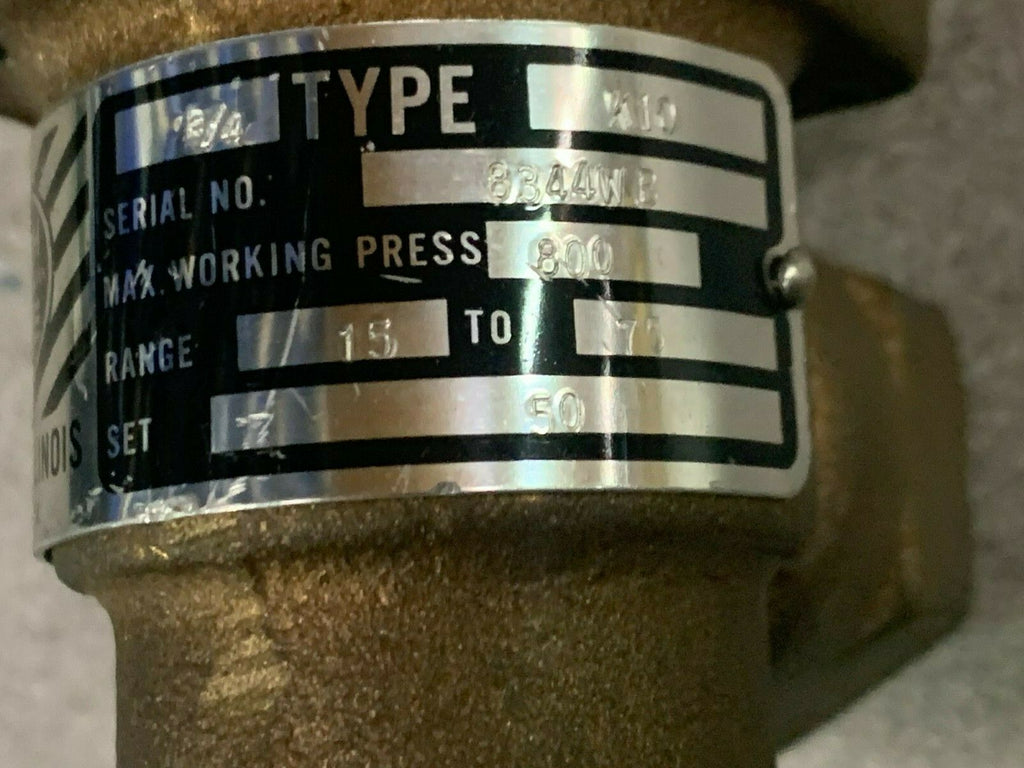 3/4 TYPE X10
SERIAL NO. 8344WB
MAX. WORKING PRESS 800
RANGE 15 TO 75
SET 50
INOIS